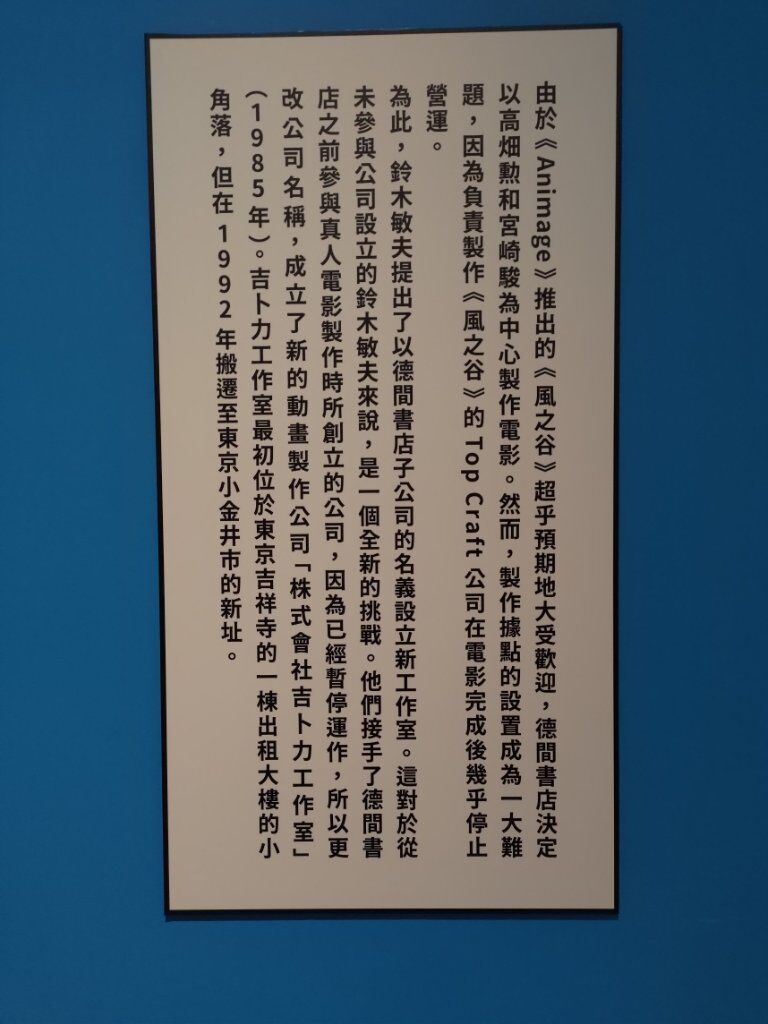 由於《Animage》推出的《風之谷》超乎預期地大受歡迎，德間書店決定
以高畑勲和宮崎駿為中心製作電影。然而，製作據點的設置成為一大難
題，因為負責製作《風之谷》的 Top Craft 公司在電影完成後幾乎停止
營運。
為此，鈴木敏夫提出了以德間書店子公司的名義設立新工作室。這對於從
未參與公司設立的鈴木敏夫來說，是一個全新的挑戰。他們接手了德間書
店之前參與真人電影製作時所創立的公司，因為已經暫停運作，所以更
改公司名稱，成立了新的動畫製作公司「株式會社吉卜力工作室」
（1985年）。吉卜力工作室最初位於東京吉祥寺的一棟出租大樓的小
角落，但在 1992 年搬遷至東京小金井市的新址。